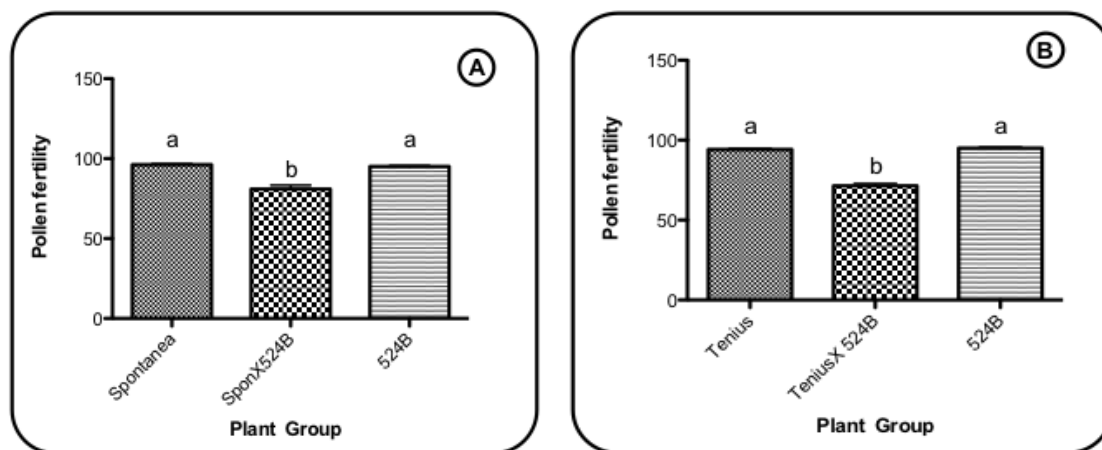 A
150
100
50
0
Pollen fertility
a
b
a
Spontanea
SponX524B
524B
Plant Group
B
150
100
50
0
Pollen fertility
a
b
a
Tenius
TeniusX 524B
524B
Plant Group